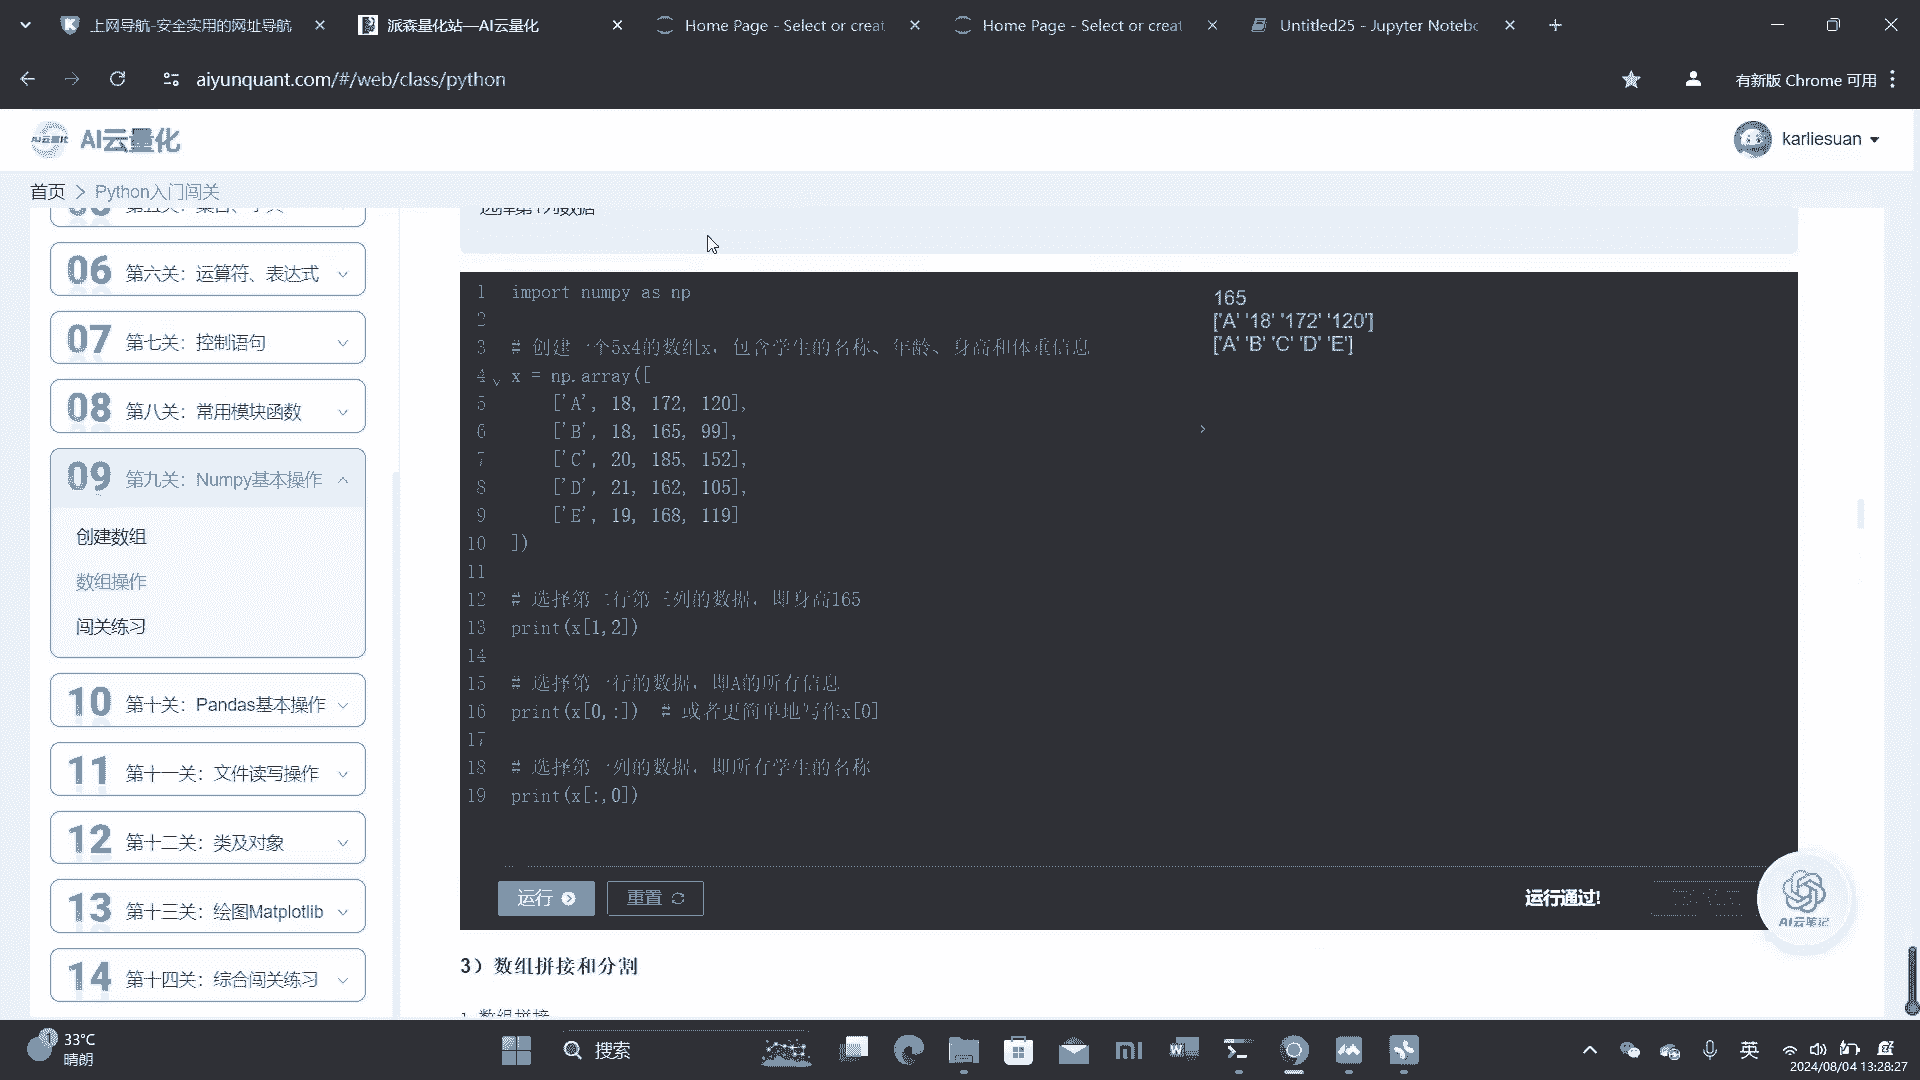 上网导航-安全实用的网址导航
派森量化站—AI云量化
Home Page - Select or creat
Home Page - Select or creat
Untitled25 - Jupyter Notebo
aiyunquant.com/#/web/class/python
有新版 Chrome 可用
AI云量化
AI云量化
karliesuan
首页 > Python入门闯关
06 第六关：运算符、表达式
07 第七关：控制语句
08 第八关：常用模块函数
09 第九关：Numpy基本操作
创建数组
数组操作
闯关练习
10 第十关：Pandas基本操作
11 第十一关：文件读写操作
12 第十二关：类及对象
13 第十三关：绘图Matplotlib
14 第十四关：综合闯关练习
1 import numpy as np
2
3 # 创建一个5x4的数组x，包含学生的名称、年龄、身高和体重信息
4 x = np.array([
5 ['A', 18, 172, 120],
6 ['B', 18, 165, 99],
7 ['C', 20, 185, 152],
8 ['D', 21, 162, 105],
9 ['E', 19, 168, 119]
10 ])
11
12 # 选择第二行第三列的数据，即身高165
13 print(x[1,2])
14
15 # 选择第一行的数据，即A的所有信息
16 print(x[0,:]) # 或者更简单地写作x[0]
17
18 # 选择第一列的数据，即所有学生的名称
19 print(x[:,0])
165
['A' '18' '172' '120']
['A' 'B' 'C' 'D' 'E']
运行
重置
运行通过!
AI云笔记
3）数组拼接和分割
1. 数组拼接
33°C
晴朗
搜索
英
2024/08/04 13:28:27